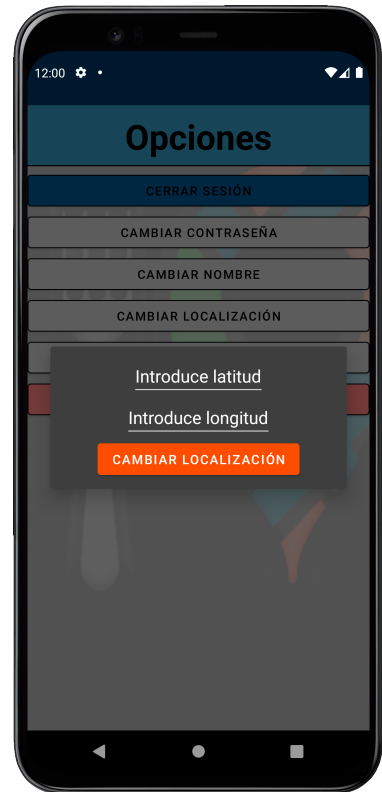 12:00
Opciones
CERRAR SESIÓN
CAMBIAR CONTRASEÑA
CAMBIAR NOMBRE
CAMBIAR LOCALIZACIÓN
Introduce latitud
Introduce longitud
CAMBIAR LOCALIZACIÓN